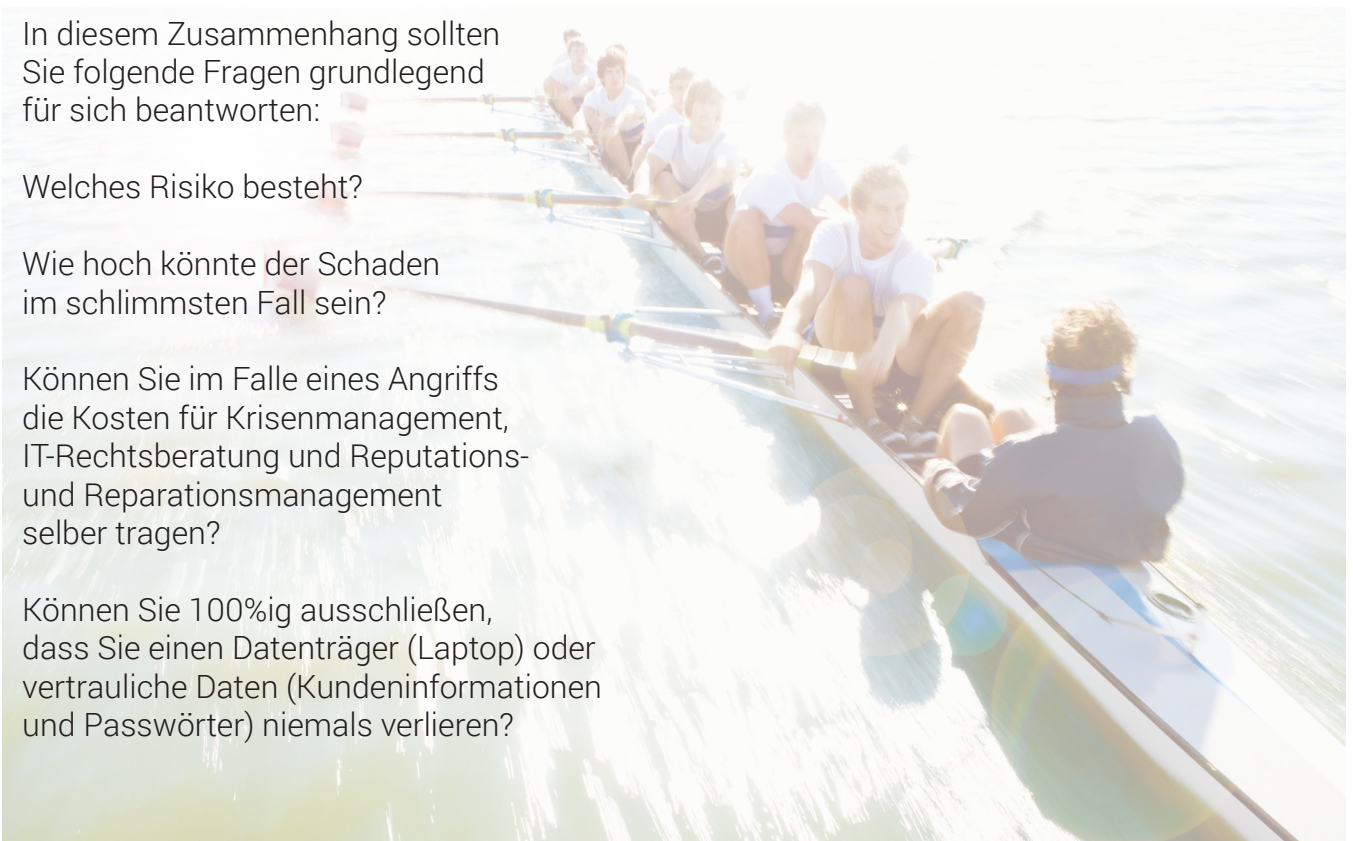 In diesem Zusammenhang sollten
Sie folgende Fragen grundlegend
für sich beantworten:
Welches Risiko besteht?
Wie hoch könnte der Schaden
im schlimmsten Fall sein?
Können Sie im Falle eines Angriffs
die Kosten für Krisenmanagement,
IT-Rechtsberatung und Reputations-
und Reparationsmanagement
selber tragen?
Können Sie 100%ig ausschließen,
dass Sie einen Datenträger (Laptop) oder
vertrauliche Daten (Kundeninformationen
und Passwörter) niemals verlieren?